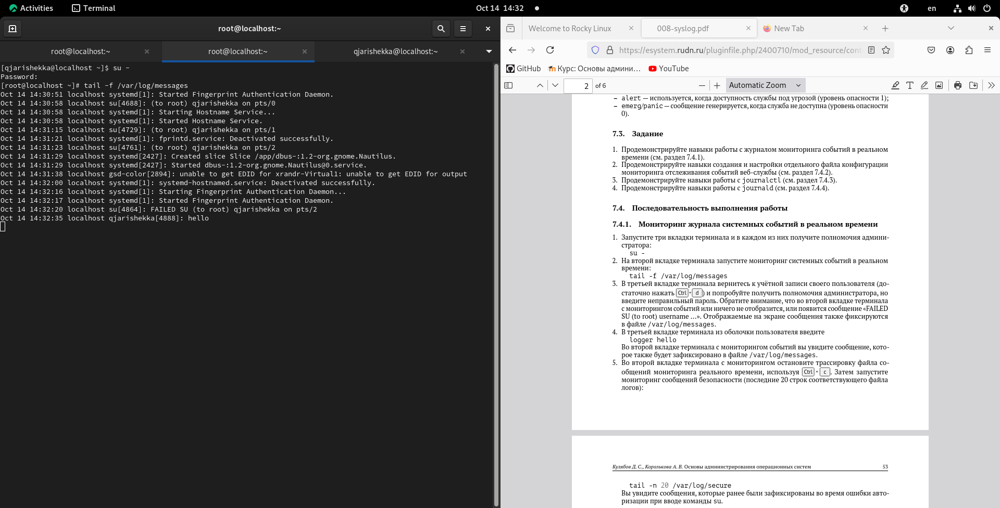 Activities
Terminal
Oct 14 14:32
en
root@localhost:~
root@localhost:~
root@localhost:~
qjarishekka@localhost:~
[qjarishekka@localhost ~]$ su -
Password:
[root@localhost ~]# tail -f /var/log/messages
Oct 14 14:30:51 localhost systemd[1]: Started Fingerprint Authentication Daemon.
Oct 14 14:30:58 localhost su[4688]: (to root) qjarishekka on pts/0
Oct 14 14:30:58 localhost systemd[1]: Starting Hostname Service...
Oct 14 14:30:58 localhost systemd[1]: Started Hostname Service.
Oct 14 14:31:15 localhost su[4729]: (to root) qjarishekka on pts/1
Oct 14 14:31:21 localhost systemd[1]: fprintd.service: Deactivated successfully.
Oct 14 14:31:23 localhost su[4761]: (to root) qjarishekka on pts/2
Oct 14 14:31:29 localhost systemd[2427]: Created slice Slice /app/dbus-:1.2-org.gnome.Nautilus.
Oct 14 14:31:29 localhost systemd[2427]: Started dbus-:1.2-org.gnome.Nautilus@0.service.
Oct 14 14:31:38 localhost gsd-color[2894]: unable to get EDID for xrandr-Virtual1: unable to get EDID for output
Oct 14 14:32:00 localhost systemd[1]: systemd-hostnamed.service: Deactivated successfully.
Oct 14 14:32:16 localhost systemd[1]: Starting Fingerprint Authentication Daemon...
Oct 14 14:32:17 localhost systemd[1]: Started Fingerprint Authentication Daemon.
Oct 14 14:32:20 localhost su[4864]: FAILED SU (to root) qjarishekka on pts/2
Oct 14 14:32:35 localhost qjarishekka[4888]: hello
Welcome to Rocky Linux
008-syslog.pdf
New Tab
https://esystem.rudn.ru/pluginfile.php/2400710/mod_resource/cont
GitHub
Курс: Основы админи...
YouTube
2 of 6
Automatic Zoom
– alert — используется, когда доступность службы под угрозой (уровень опасности 1);
– emerg/panic — сообщение генерируется, когда служба не доступна (уровень опасности
0).
7.3. Задание
1. Продемонстрируйте навыки работы с журналом мониторинга событий в реальном
времени (см. раздел 7.4.1).
2. Продемонстрируйте навыки создания и настройки отдельного файла конфигурации
мониторинга отслеживания событий веб-службы (см. раздел 7.4.2).
3. Продемонстрируйте навыки работы с journalctl (см. раздел 7.4.3).
4. Продемонстрируйте навыки работы с journald (см. раздел 7.4.4).
7.4. Последовательность выполнения работы
7.4.1. Мониторинг журнала системных событий в реальном времени
1. Запустите три вкладки терминала и в каждом из них получите полномочия админи-
стратора:
su -
2. На второй вкладке терминала запустите мониторинг системных событий в реальном
времени:
tail -f /var/log/messages
3. В третьей вкладке терминала вернитесь к учётной записи своего пользователя (до-
статочно нажать Ctrl + d ) и попробуйте получить полномочия администратора, но
введите неправильный пароль. Обратите внимание, что во второй вкладке терминала
с мониторингом событий или ничего не отобразится, или появится сообщение «FAILED
SU (to root) username ...». Отображаемые на экране сообщения также фиксируются
в файле /var/log/messages.
4. В третьей вкладке терминала из оболочки пользователя введите
logger hello
Во второй вкладке терминала с мониторингом событий вы увидите сообщение, кото-
рое также будет зафиксировано в файле /var/log/messages.
5. Во второй вкладке терминала с мониторингом остановите трассировку файла со-
общений мониторинга реального времени, используя Ctrl + c . Затем запустите
мониторинг сообщений безопасности (последние 20 строк соответствующего файла
логов):
Кулябов Д. С., Королькова А. В. Основы администрирования операционных систем 53
tail -n 20 /var/log/secure
Вы увидите сообщения, которые ранее были зафиксированы во время ошибки авто-
ризации при вводе команды su.